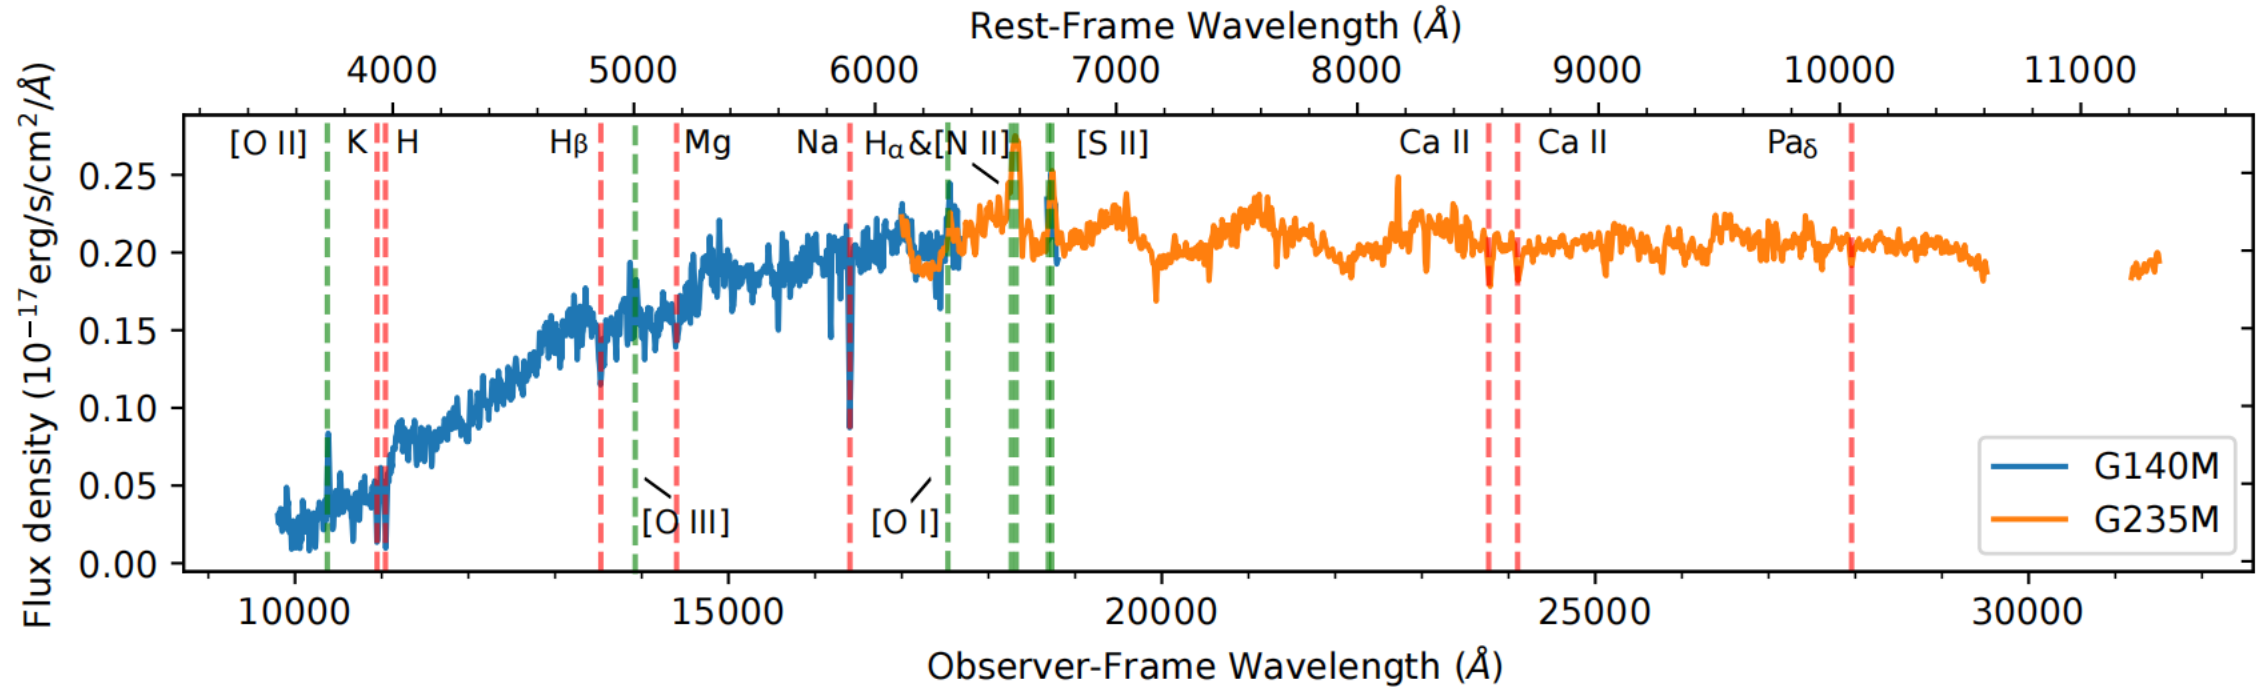 Rest-Frame Wavelength (Å)
4000 5000 6000 7000 8000 9000 10000 11000
[O II] K H Hβ Mg Na Hα&[N II] [S II] Ca II Ca II Paδ
Flux density (10⁻¹⁷erg/s/cm²/Å)
0.25
0.20
0.15
0.10
0.05
0.00
[O III] [O I]
G140M
G235M
10000 15000 20000 25000 30000
Observer-Frame Wavelength (Å)